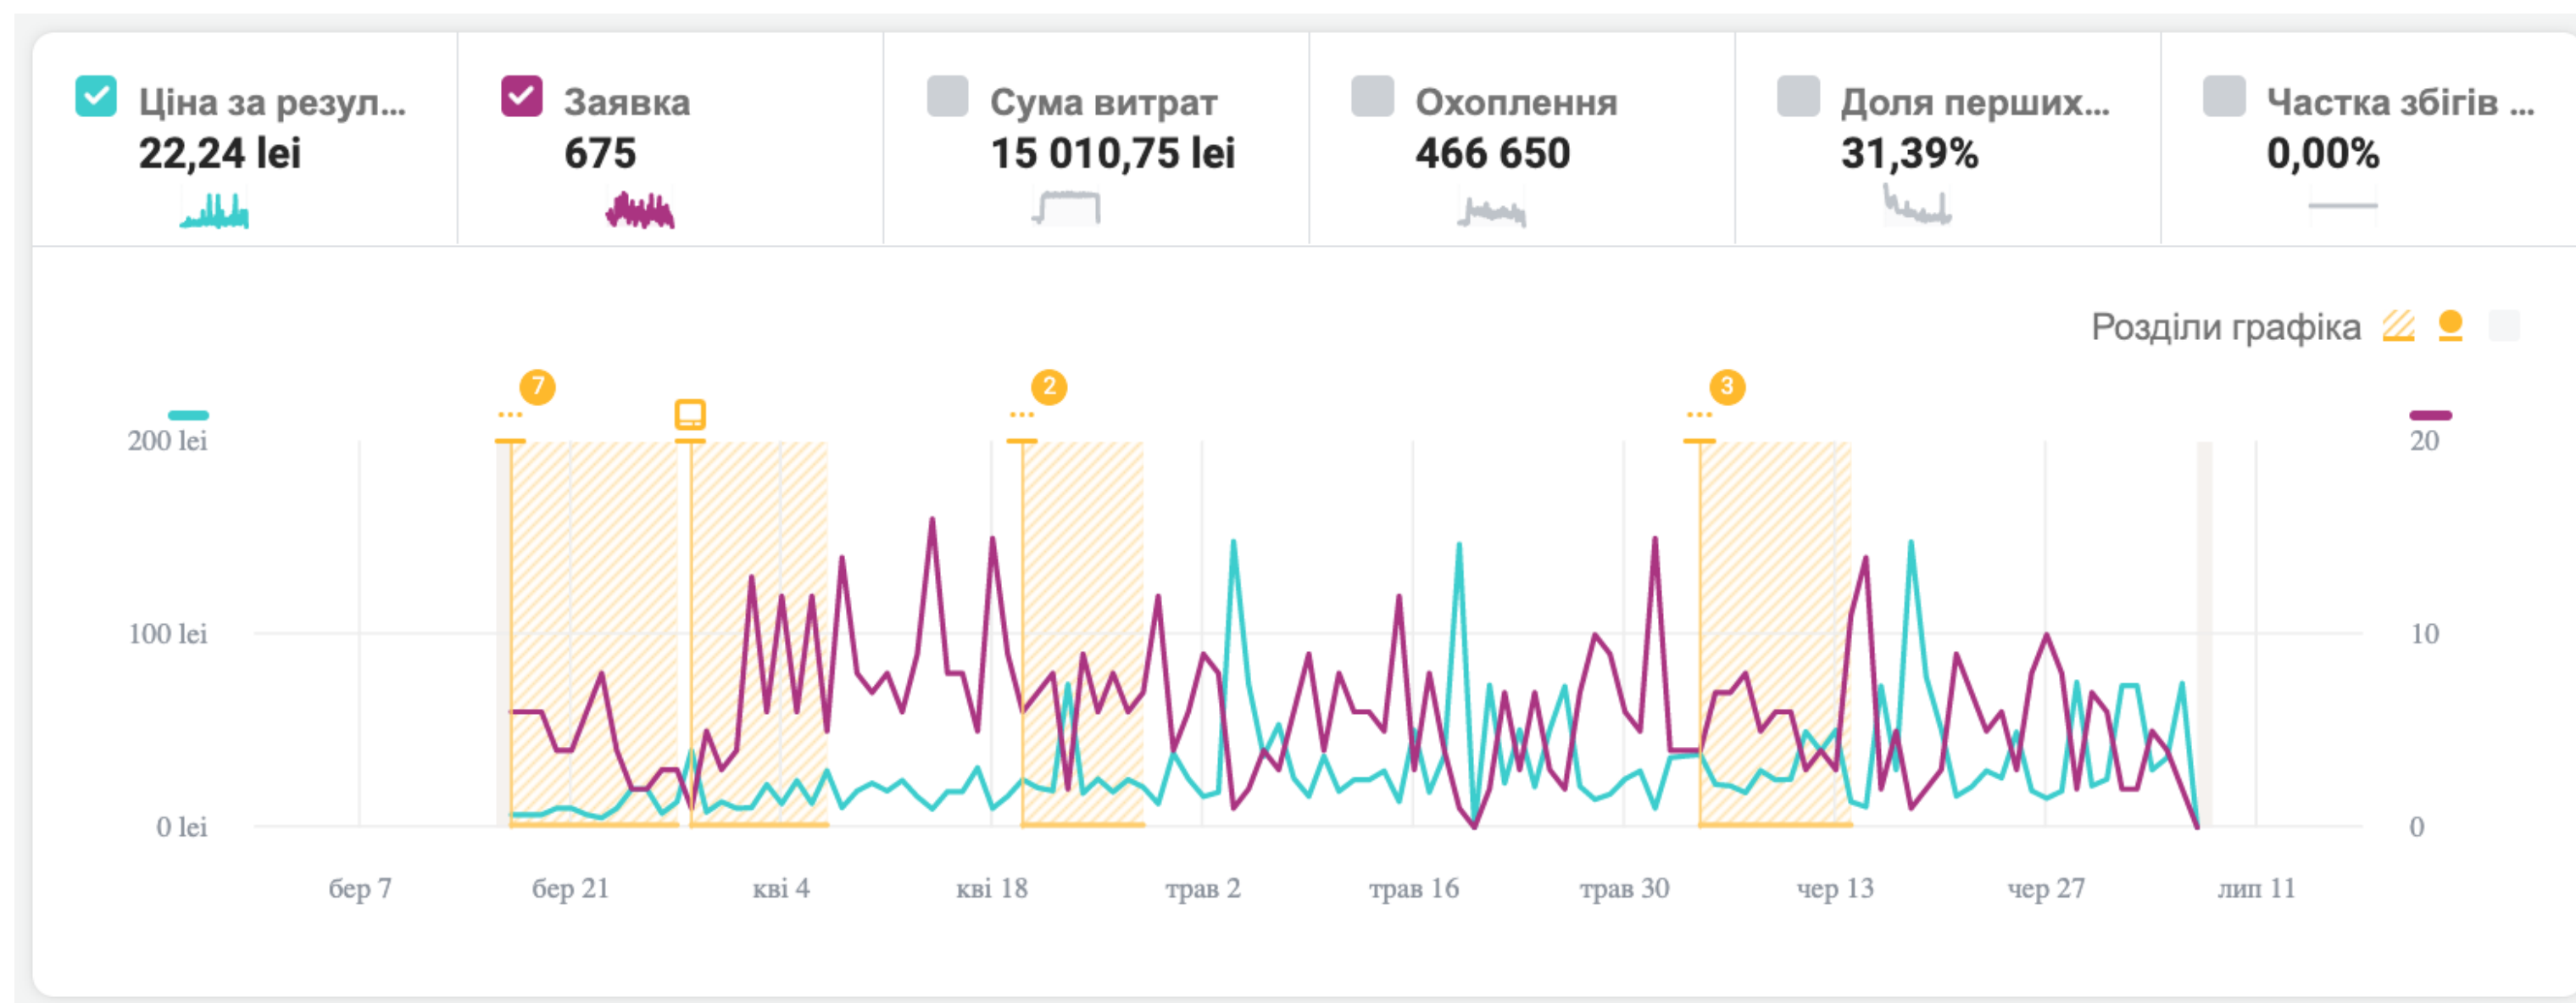 Ціна за резул...
22,24 lei
Заявка
675
Сума витрат
15 010,75 lei
Охоплення
466 650
Доля перших...
31,39%
Частка збігів ...
0,00%
Розділи графіка
7
2
3
200 lei
20
100 lei
10
0 lei
0
бер 7
бер 21
кві 4
кві 18
трав 2
трав 16
трав 30
чер 13
чер 27
лип 11